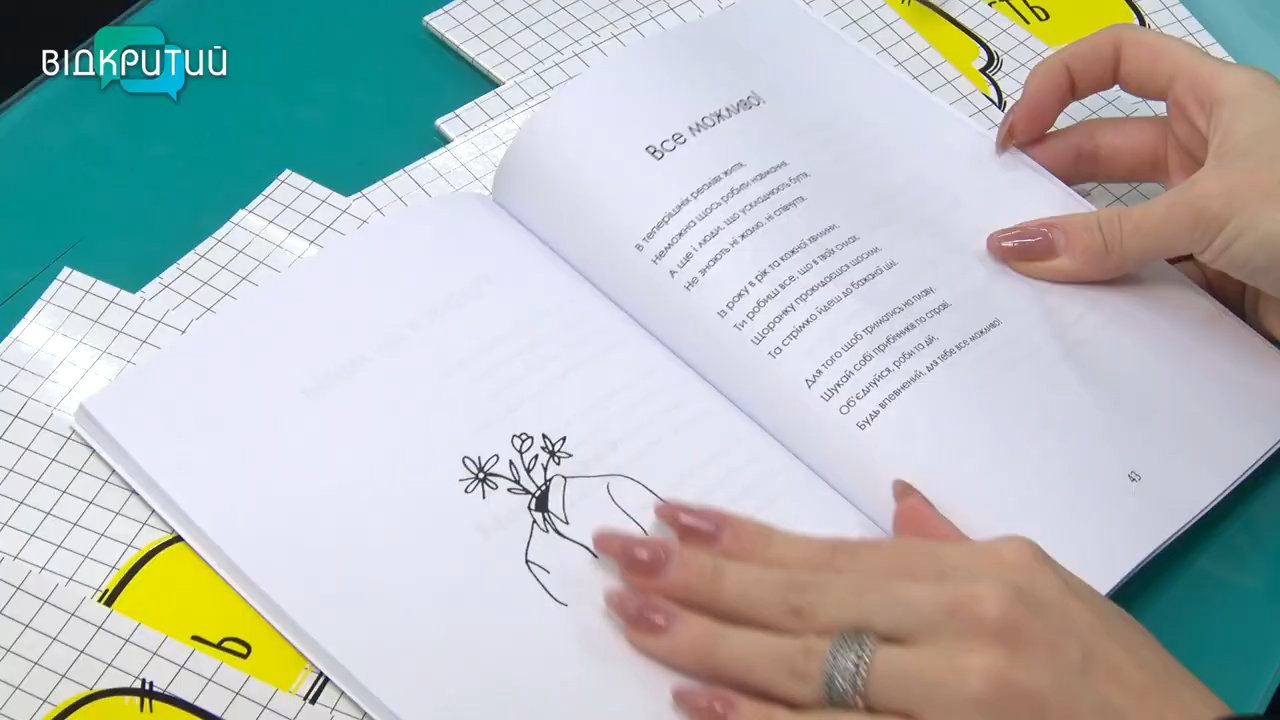 ВІДКРИТИЙ
сть
Все можливо!
В теперішніх реаліях життя,
Неможна щось робити навмання.
А ще і люди, що ускладнюють буття,
Не знають ні жалю, ні співчуття.
Із року в рік та кожної хвилини,
Ти робиш все, що в твоїх силах.
Щоранку прокидаєшся щосили,
Та стрімко йдеш до бажаної цілі.
Для того щоб триматись на плаву,
Шукай собі прибічників по справі,
Об'єднуйся, роби то дій,
Будь впевнений, для тебе все можливо!
43
ь